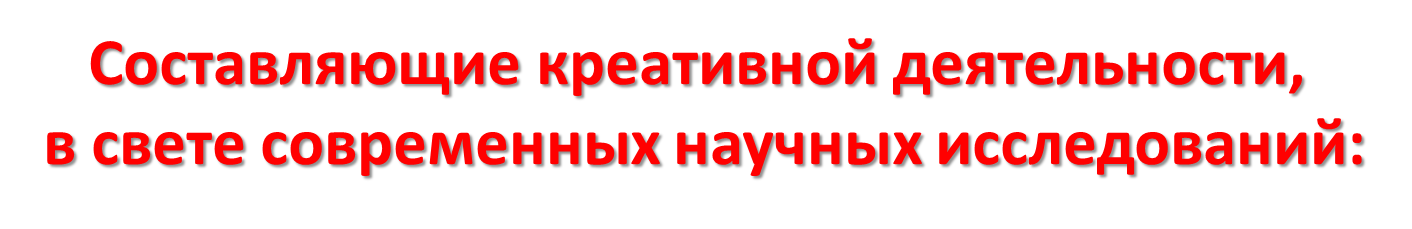 Составляющие креативной деятельности,
в свете современных научных исследований: